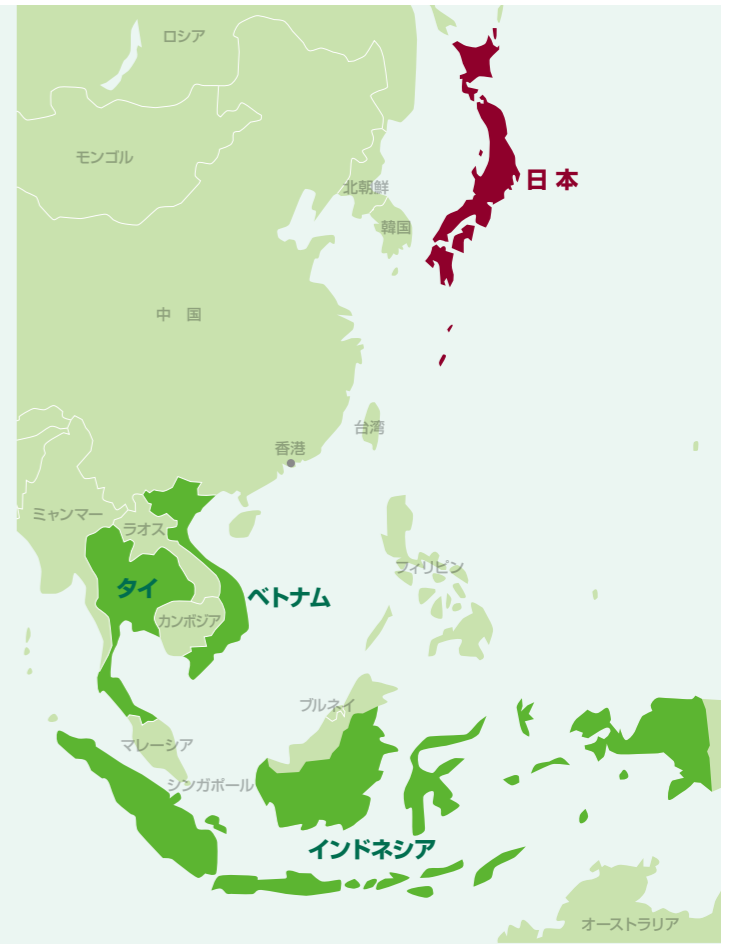 ロシア
モンゴル
北朝鮮
日本
韓国
中国
台湾
香港
ミャンマー
ラオス
フィリピン
タイ
ベトナム
カンボジア
ブルネイ
マレーシア
シンガポール
インドネシア
オーストラリア